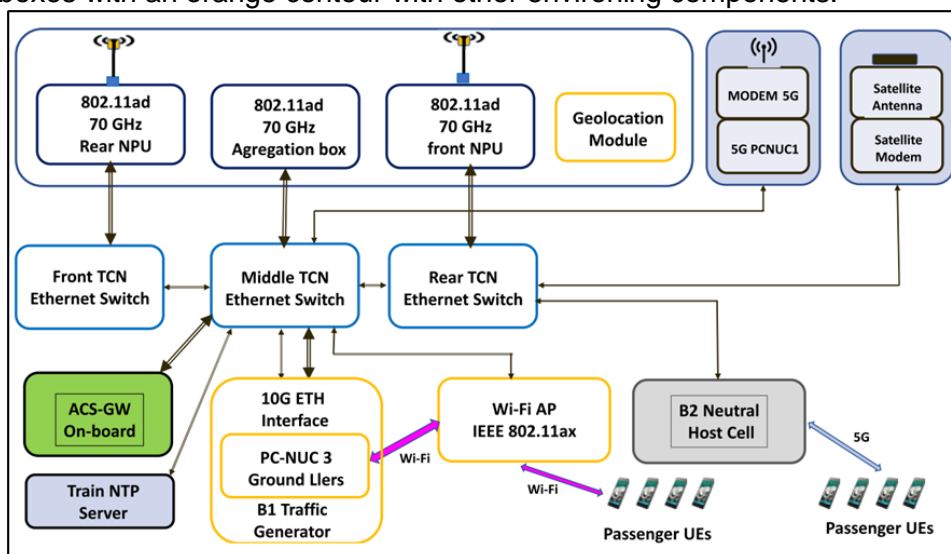 boxes with an orange contour with other environing components.
802.11ad
70 GHz
Rear NPU
802.11ad
70 GHz
Agregation box
802.11ad
70 GHz
front NPU
Geolocation
Module
MODEM 5G
5G PCNUC1
Satellite
Antenna
Satellite
Modem
Front TCN
Ethernet Switch
Middle TCN
Ethernet Switch
Rear TCN
Ethernet Switch
ACS-GW
On-board
Train NTP
Server
10G ETH
Interface
PC-NUC 3
Ground Llers
B1 Traffic
Generator
Wi-Fi
Wi-Fi AP
IEEE 802.11ax
Wi-Fi
Passenger UEs
B2 Neutral
Host Cell
5G
Passenger UEs